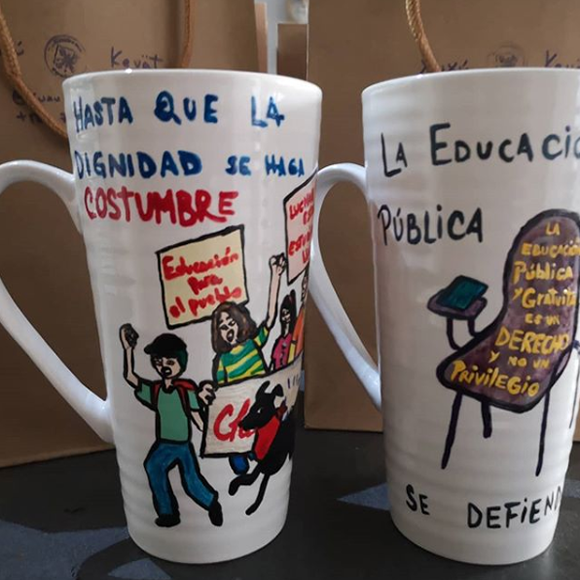 HASTA QUE LA
DIGNIDAD SE HAGA
COSTUMBRE
Educación
para
el pueblo
LA EDUCACIÓ
PÚBLICA
LA
EDUCACIÓN
PÚBLICA
Y GRATUITA
ES UN
DERECHO
Y NO UN
PRIVILEGIO
SE DEFIEND